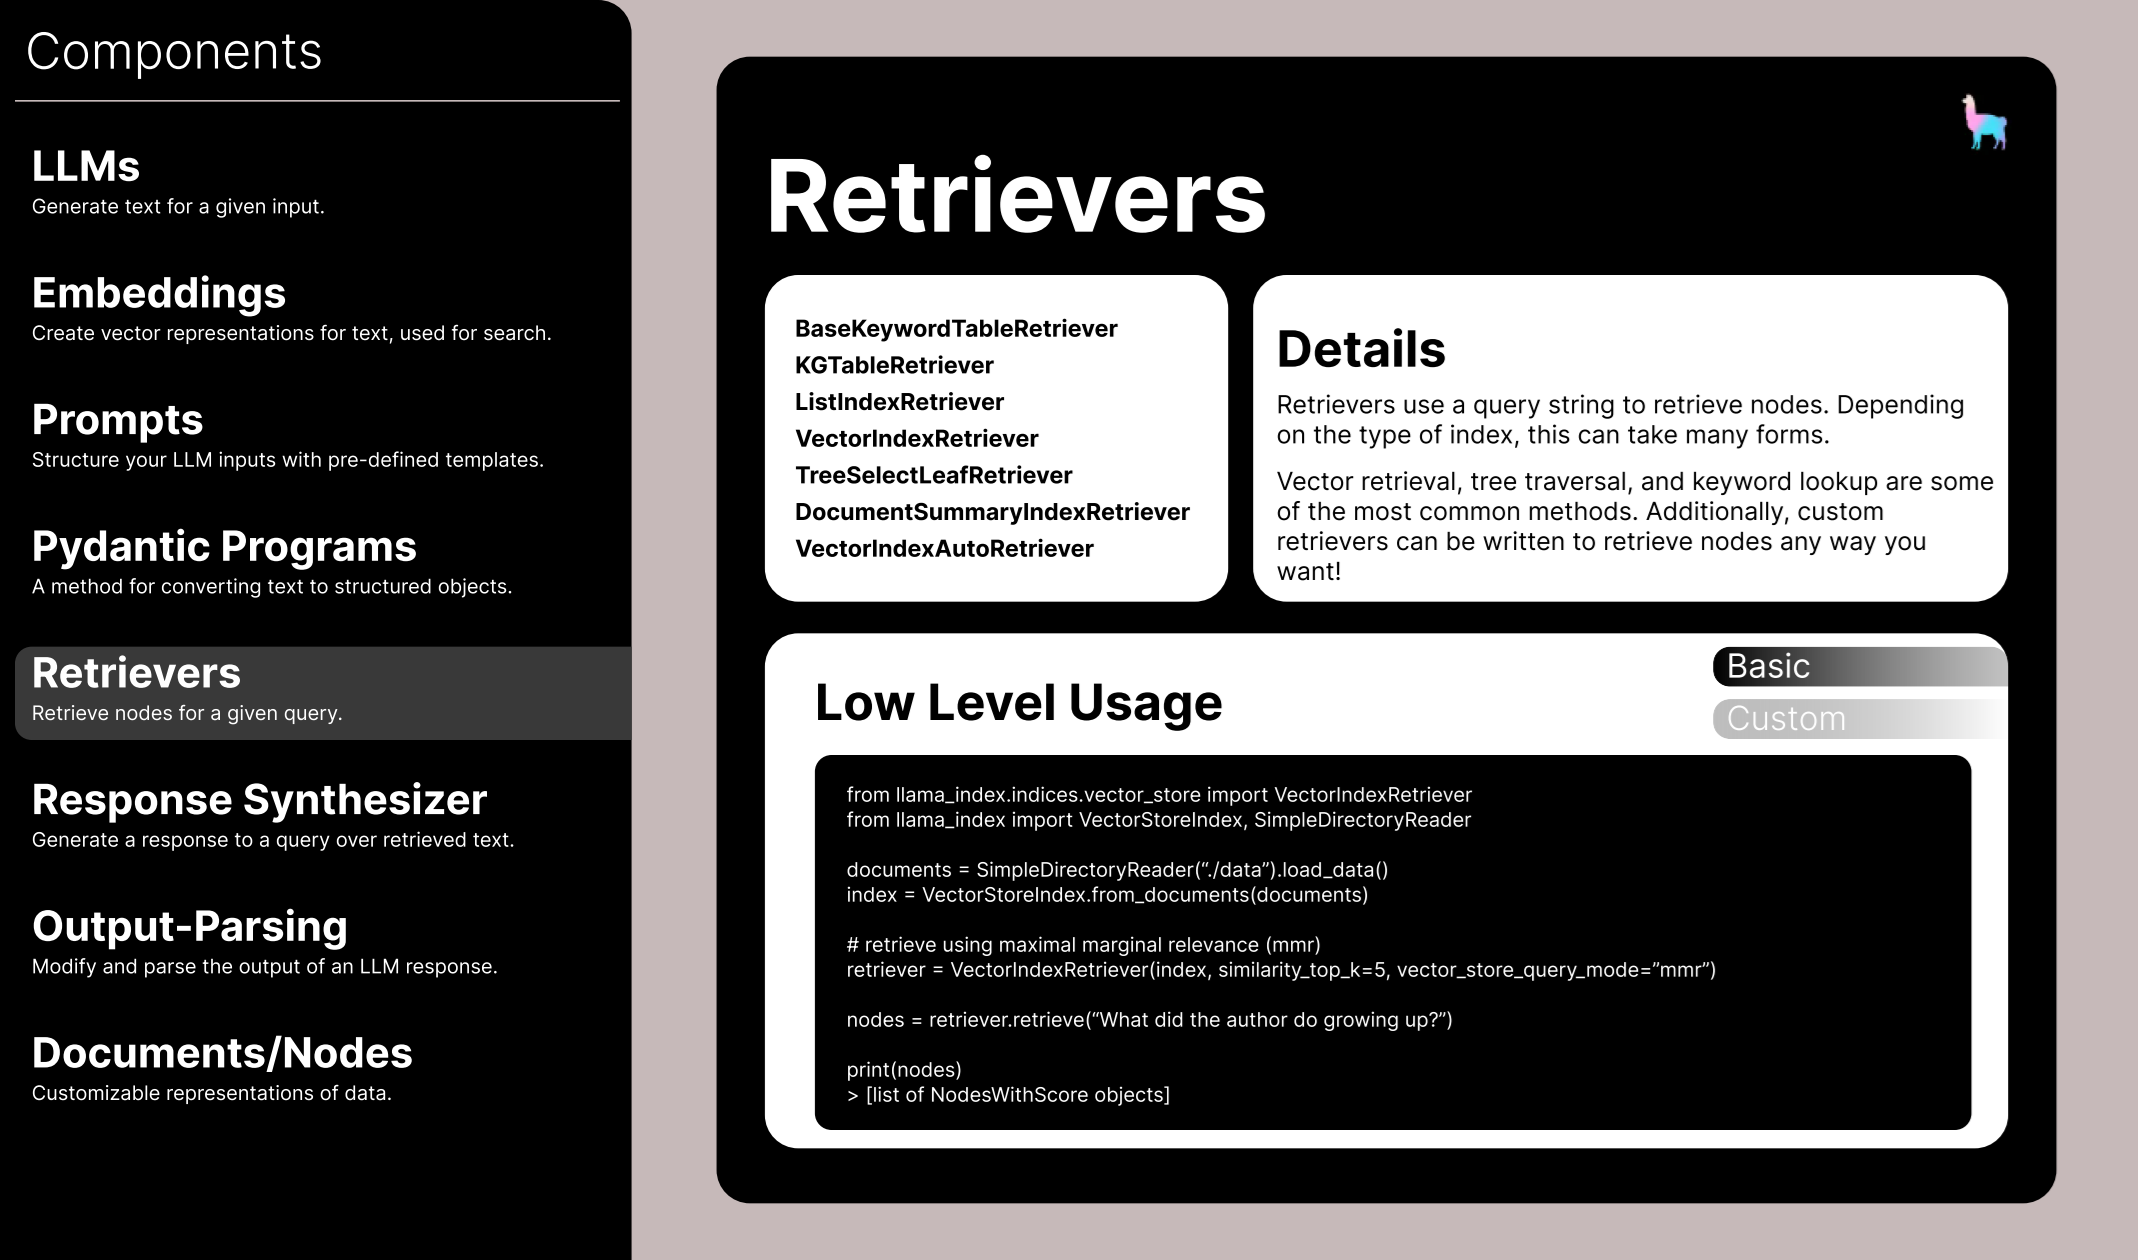 Components
LLMs
Generate text for a given input.
Embeddings
Create vector representations for text, used for search.
Prompts
Structure your LLM inputs with pre-defined templates.
Pydantic Programs
A method for converting text to structured objects.
Retrievers
Retrieve nodes for a given query.
Response Synthesizer
Generate a response to a query over retrieved text.
Output-Parsing
Modify and parse the output of an LLM response.
Documents/Nodes
Customizable representations of data.
Retrievers
BaseKeywordTableRetriever
KGTableRetriever
ListIndexRetriever
VectorIndexRetriever
TreeSelectLeafRetriever
DocumentSummaryIndexRetriever
VectorIndexAutoRetriever
Details
Retrievers use a query string to retrieve nodes. Depending
on the type of index, this can take many forms.
Vector retrieval, tree traversal, and keyword lookup are some
of the most common methods. Additionally, custom
retrievers can be written to retrieve nodes any way you
want!
Low Level Usage
Basic
Custom
from llama_index.indices.vector_store import VectorIndexRetriever
from llama_index import VectorStoreIndex, SimpleDirectoryReader
documents = SimpleDirectoryReader(“./data”).load_data()
index = VectorStoreIndex.from_documents(documents)
# retrieve using maximal marginal relevance (mmr)
retriever = VectorIndexRetriever(index, similarity_top_k=5, vector_store_query_mode=”mmr”)
nodes = retriever.retrieve(“What did the author do growing up?”)
print(nodes)
> [list of NodesWithScore objects]